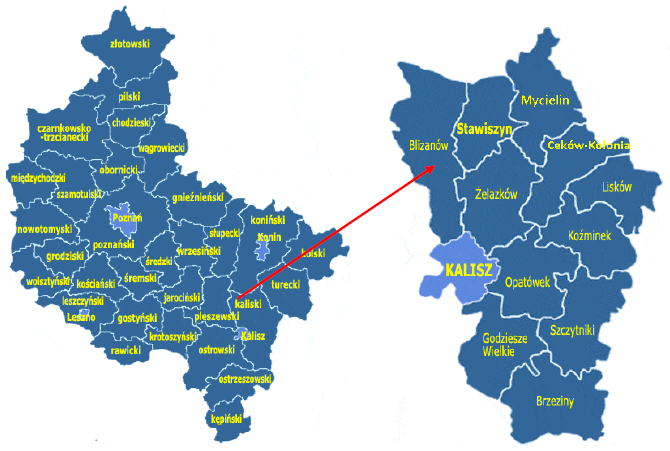 złotowski
pilski
chodzieski
czarnkowsko
-trzcianecki
wągrowiecki
obornicki
międzychodzki
szamotulski
gnieźnieński
Poznań
nowotomyski
poznański
słupecki
koniński
Konin
kolski
grodziski
wrzesiński
średzki
wolsztyński
kościański
śremski
turecki
leszczyński
jarociński
kaliski
Leszno
gostyński
pleszewski
krotoszyński
Kalisz
rawicki
ostrowski
ostrzeszowski
kępiński
Mycielin
Stawiszyn
Blizanów
Ceków-Kolonia
Żelazków
Lisków
Koźminek
KALISZ
Opatówek
Szczytniki
Godziesze
Wielkie
Brzeziny